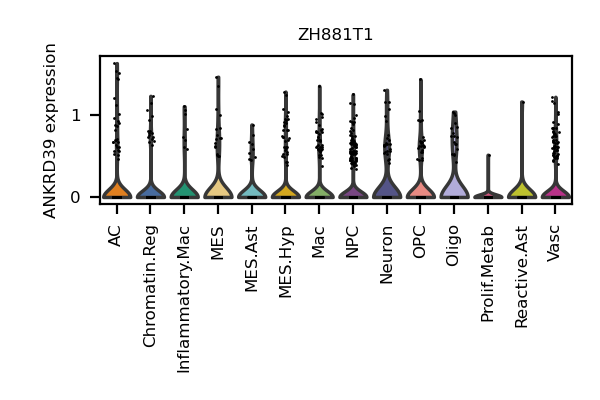 ZH881T1
ANKRD39 expression
1
0
AC
Chromatin.Reg
Inflammatory.Mac
MES
MES.Ast
MES.Hyp
Mac
NPC
Neuron
OPC
Oligo
Prolif.Metab
Reactive.Ast
Vasc